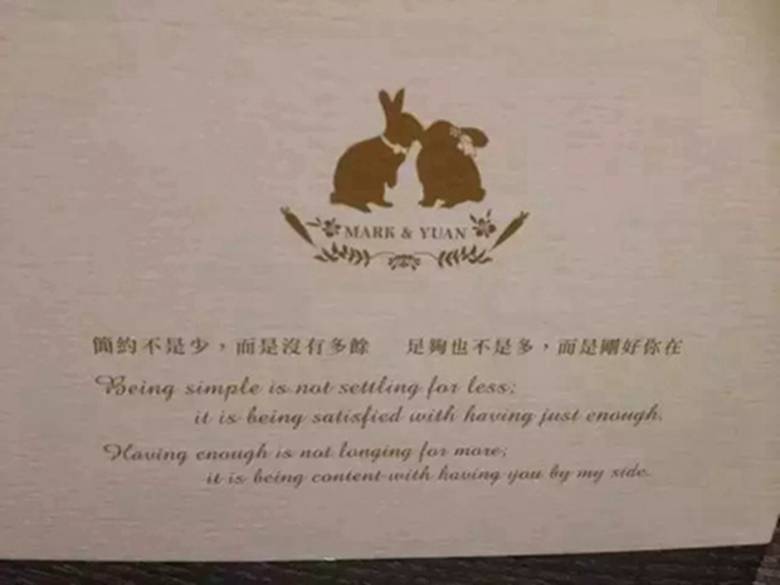 MARK & YUAN
簡約不是少，而是沒有多餘　足夠也不是多，而是剛好你在
Being simple is not settling for less;
it is being satisfied with having just enough.
Having enough is not longing for more;
it is being content with having you by my side.